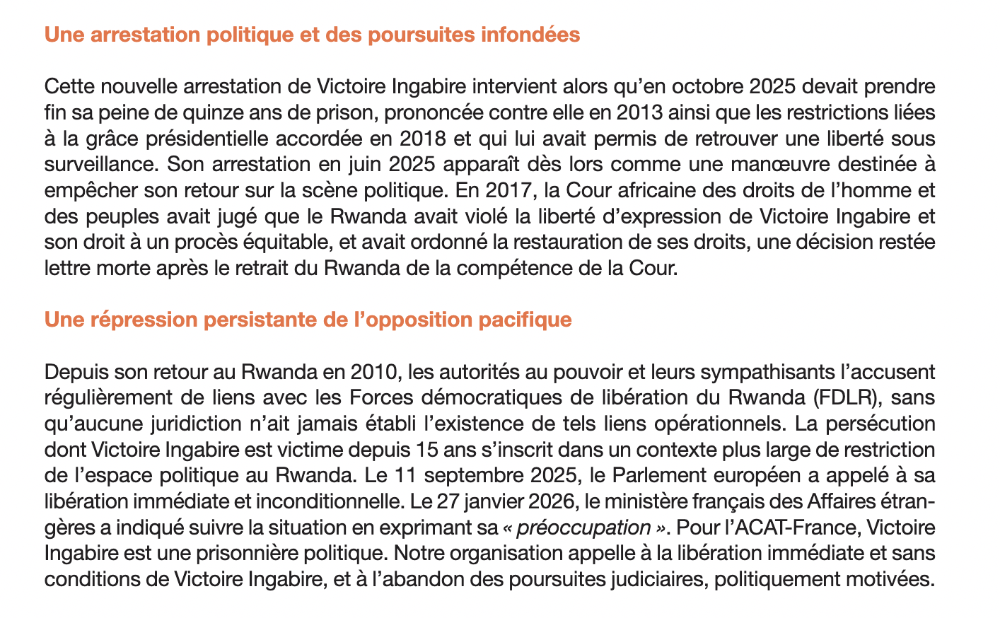 Une arrestation politique et des poursuites infondées
Cette nouvelle arrestation de Victoire Ingabire intervient alors qu’en octobre 2025 devait prendre
fin sa peine de quinze ans de prison, prononcée contre elle en 2013 ainsi que les restrictions liées
à la grâce présidentielle accordée en 2018 et qui lui avait permis de retrouver une liberté sous
surveillance. Son arrestation en juin 2025 apparaît dès lors comme une manœuvre destinée à
empêcher son retour sur la scène politique. En 2017, la Cour africaine des droits de l’homme et
des peuples avait jugé que le Rwanda avait violé la liberté d’expression de Victoire Ingabire et
son droit à un procès équitable, et avait ordonné la restauration de ses droits, une décision restée
lettre morte après le retrait du Rwanda de la compétence de la Cour.
Une répression persistante de l’opposition pacifique
Depuis son retour au Rwanda en 2010, les autorités au pouvoir et leurs sympathisants l’accusent
régulièrement de liens avec les Forces démocratiques de libération du Rwanda (FDLR), sans
qu’aucune juridiction n’ait jamais établi l’existence de tels liens opérationnels. La persécution
dont Victoire Ingabire est victime depuis 15 ans s’inscrit dans un contexte plus large de restriction
de l’espace politique au Rwanda. Le 11 septembre 2025, le Parlement européen a appelé à sa
libération immédiate et inconditionnelle. Le 27 janvier 2026, le ministère français des Affaires étran-
gères a indiqué suivre la situation en exprimant sa « préoccupation ». Pour l’ACAT-France, Victoire
Ingabire est une prisonnière politique. Notre organisation appelle à la libération immédiate et sans
conditions de Victoire Ingabire, et à l’abandon des poursuites judiciaires, politiquement motivées.